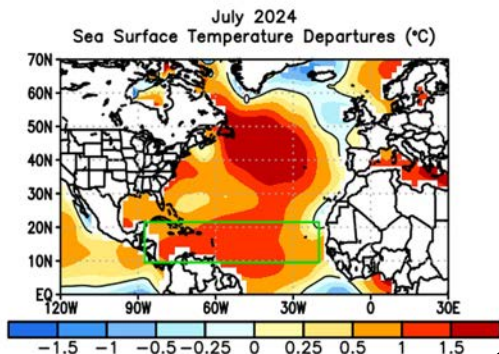 July 2024
Sea Surface Temperature Departures (°C)
70N
60N
50N
40N
30N
20N
10N
EQ
120W 90W 60W 30W 0 30E
-1.5 -1 -0.5 -0.25 0 0.25 0.5 1 1.5